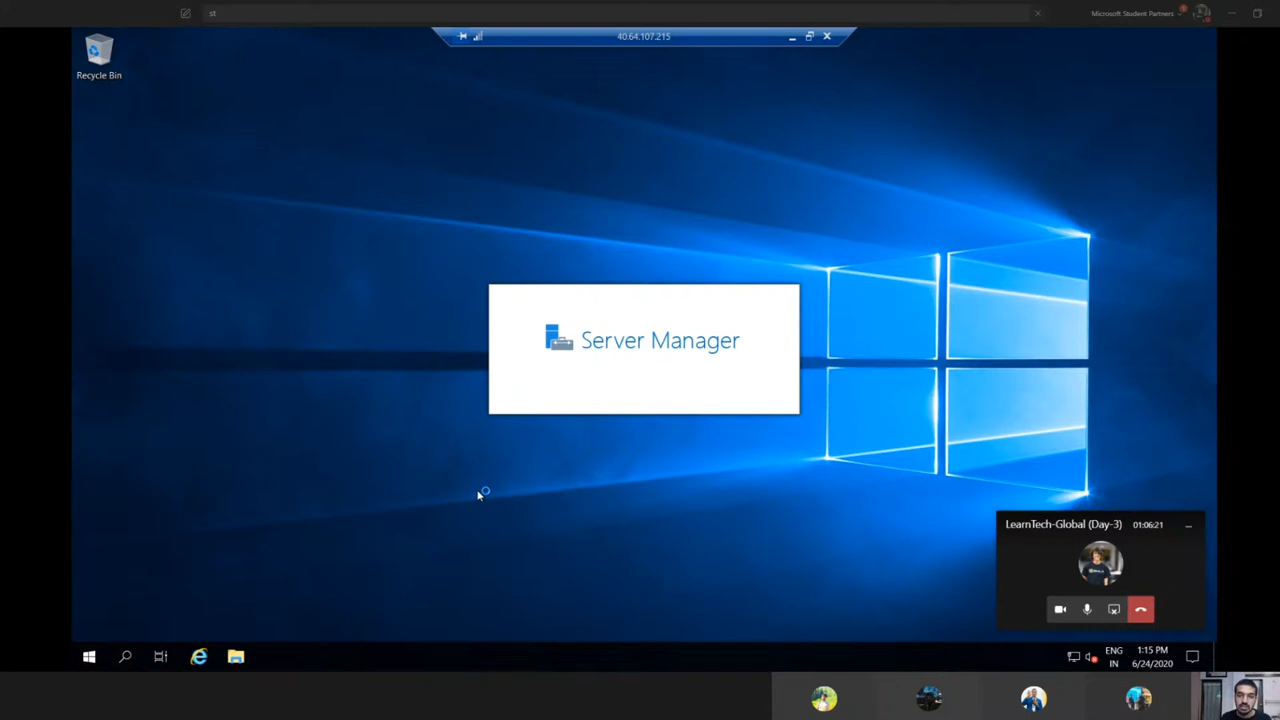 st
Microsoft Student Partners
40.64.107.215
Recycle Bin
Server Manager
LearnTech-Global (Day-3) 01:06:21
ENG
IN
1:15 PM
6/24/2020